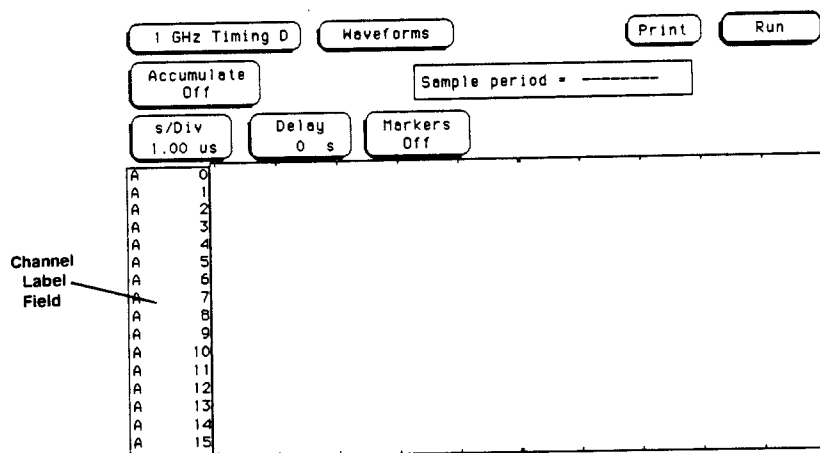 1 GHz Timing D Waveforms Print Run
Accumulate
Off
Sample period = --------
s/Div
1.00 us
Delay
0 s
Markers
Off
A 0
A 1
A 2
A 3
A 4
A 5
A 6
A 7
A 8
A 9
A 10
A 11
A 12
A 13
A 14
A 15
Channel
Label
Field